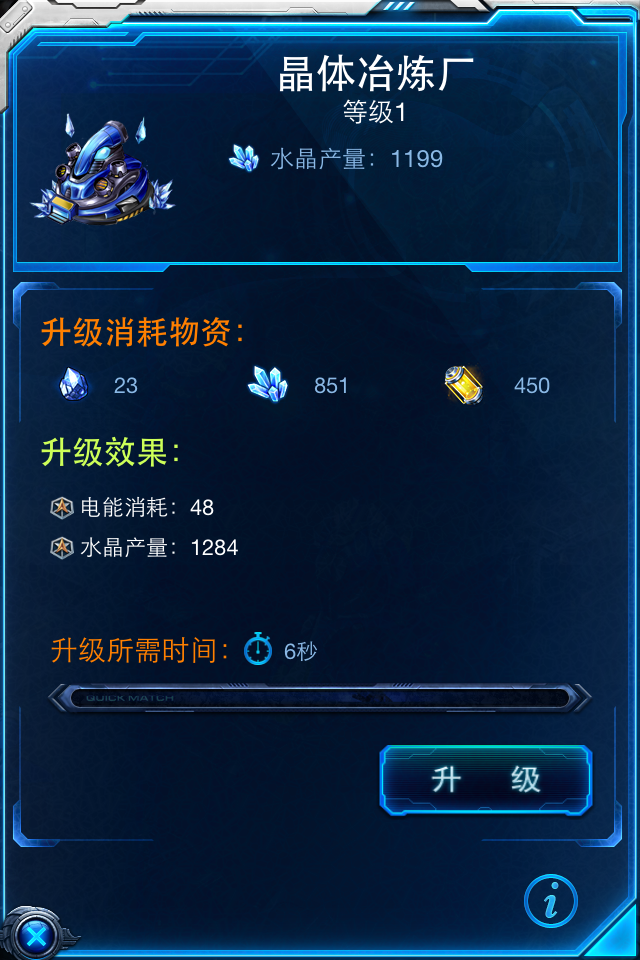 晶体冶炼厂
等级1
水晶产量：1199
升级消耗物资：
23 851 450
升级效果：
电能消耗：48
水晶产量：1284
升级所需时间：6秒
QUICK MATCH
升 级
i